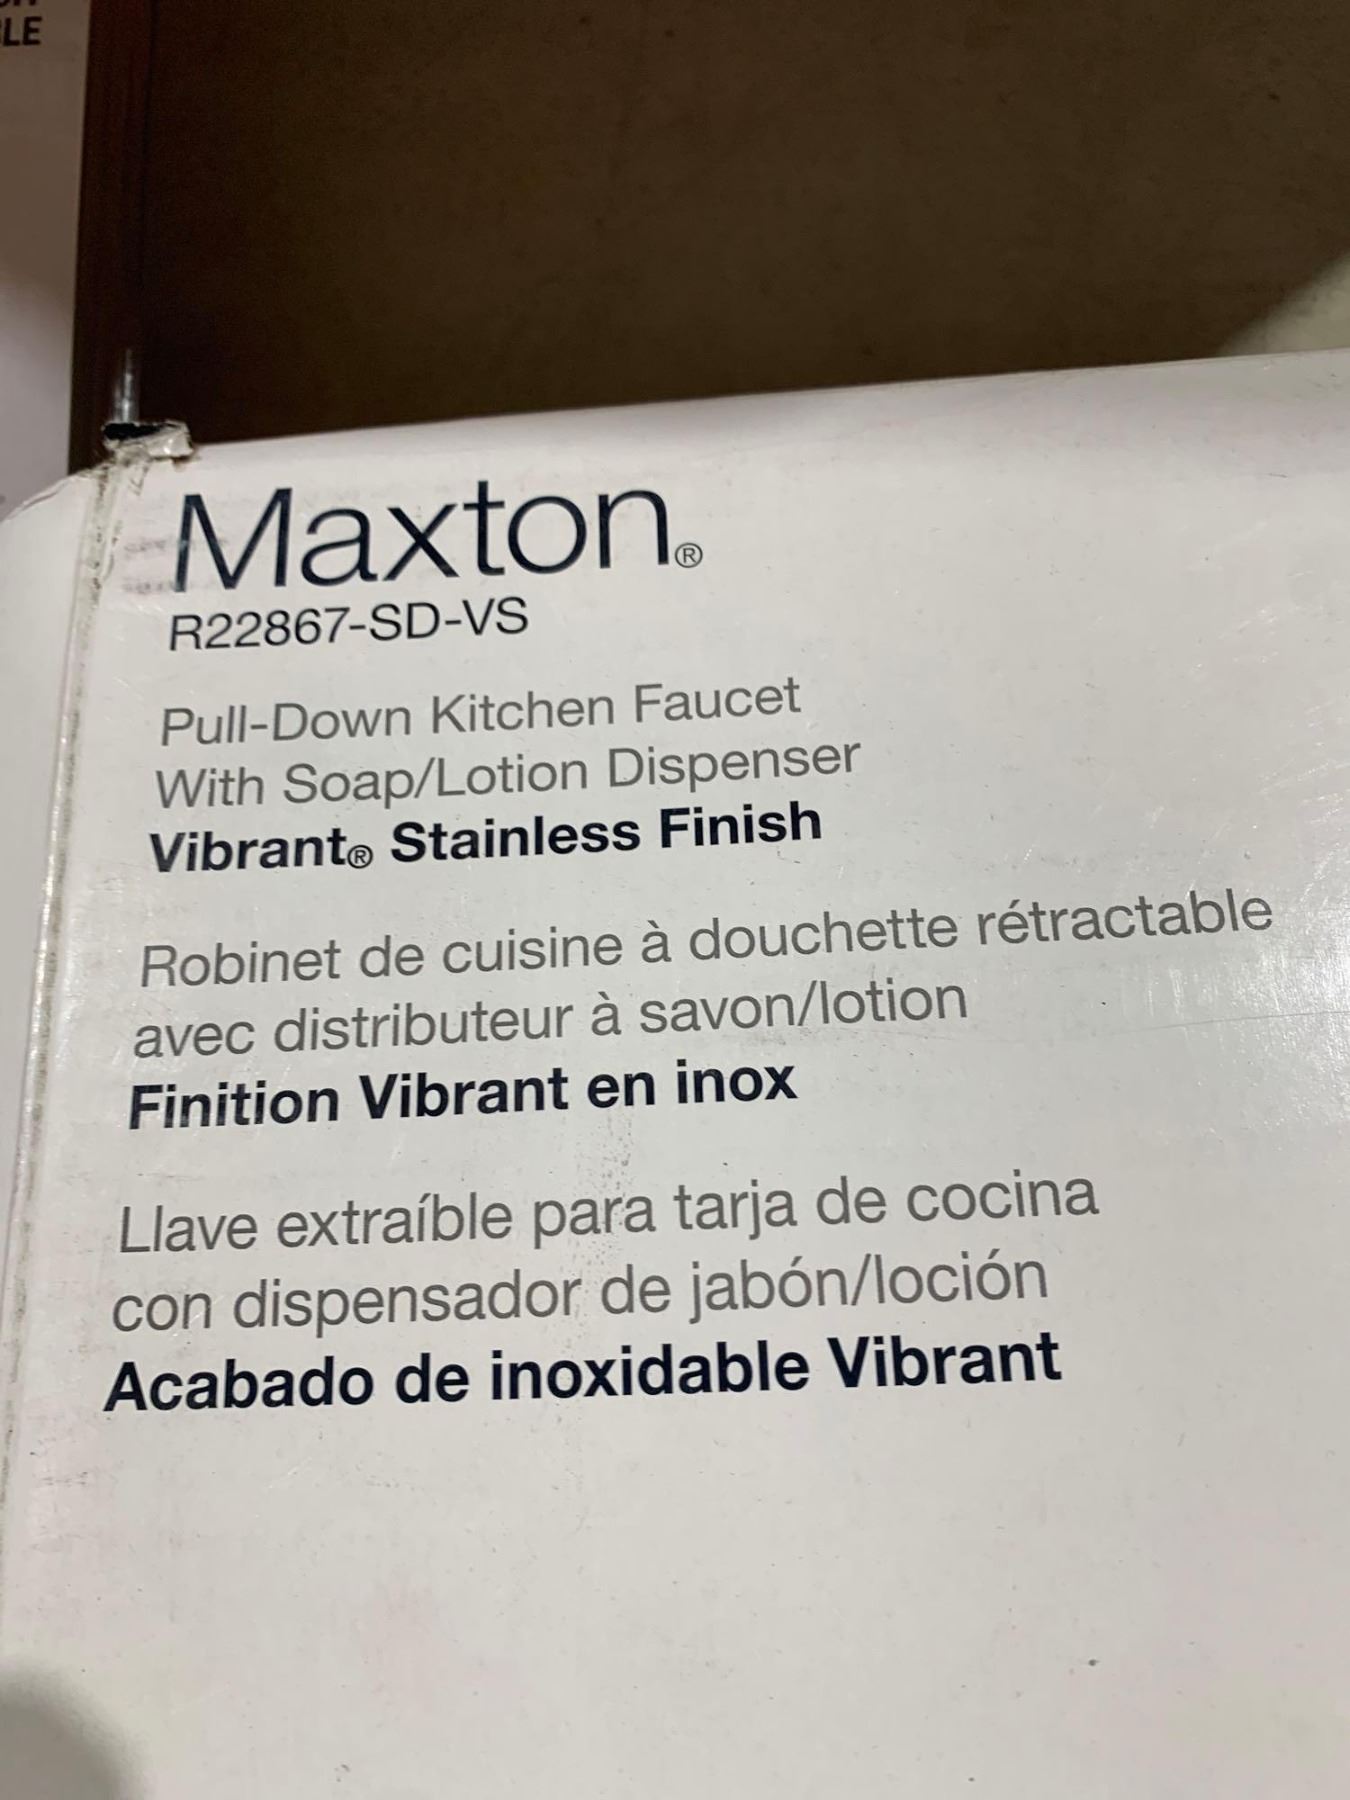 LE
Maxton®
R22867-SD-VS
Pull-Down Kitchen Faucet
With Soap/Lotion Dispenser
Vibrant® Stainless Finish
Robinet de cuisine à douchette rétractable
avec distributeur à savon/lotion
Finition Vibrant en inox
Llave extraíble para tarja de cocina
con dispensador de jabón/loción
Acabado de inoxidable Vibrant